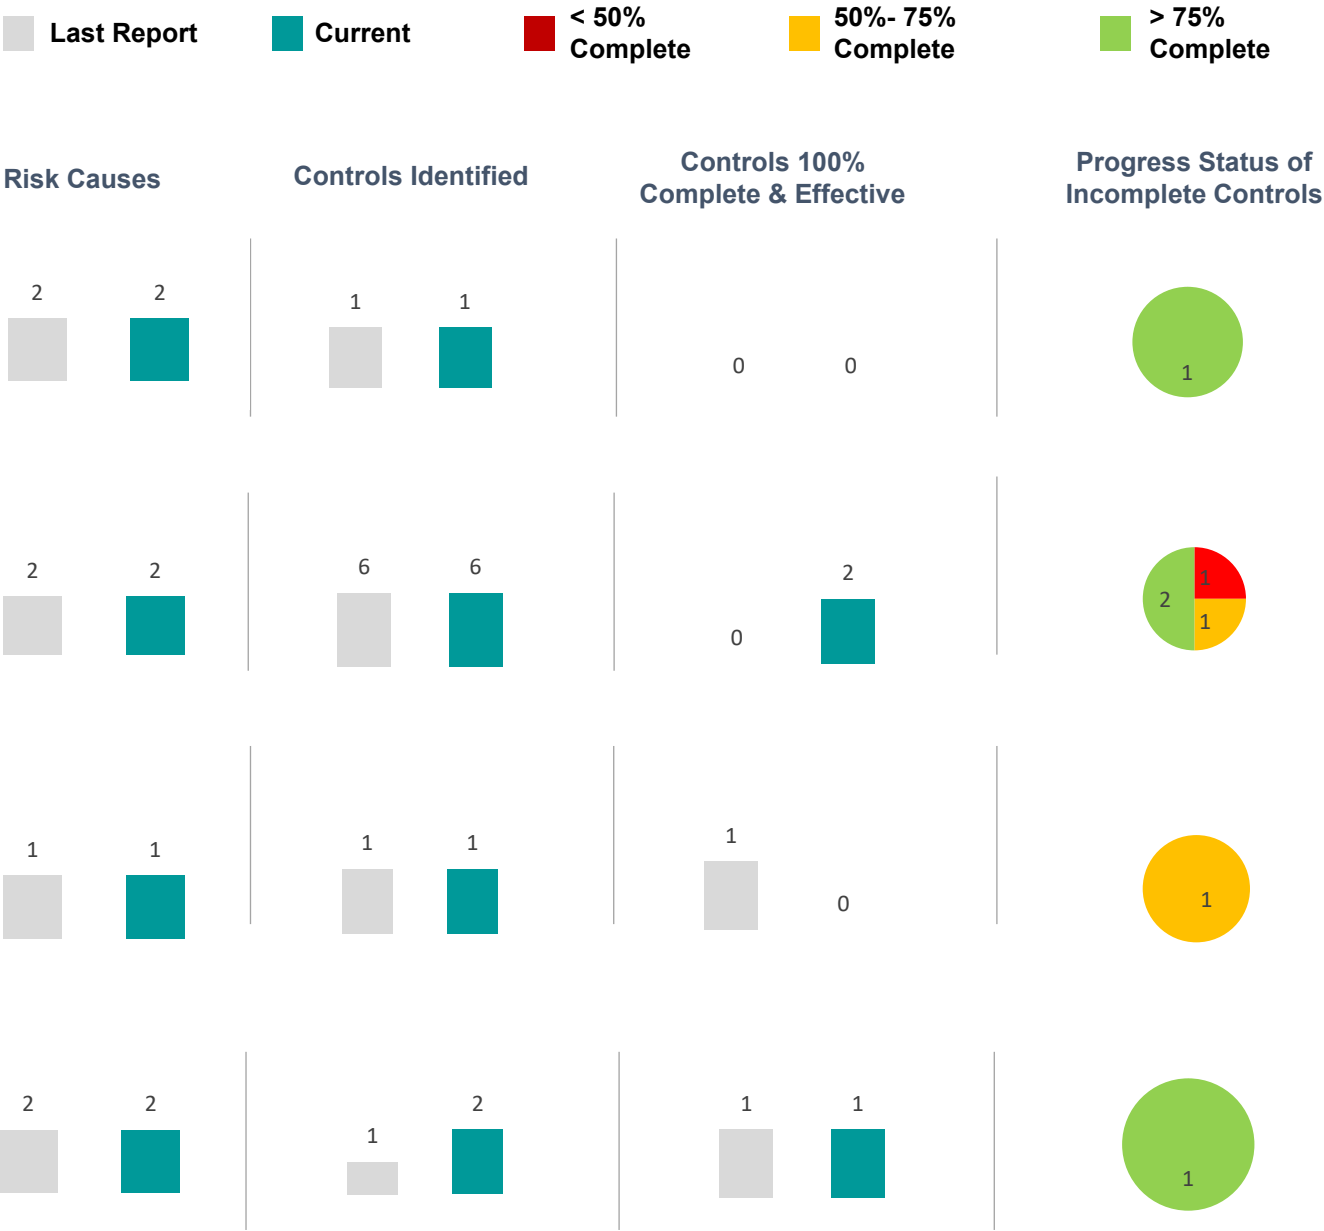 Last Report
Current
< 50%
Complete
50%- 75%
Complete
> 75%
Complete
Risk Causes
Controls Identified
Controls 100%
Complete & Effective
Progress Status of
Incomplete Controls
2 2
1 1
0 0
1
2 2
6 6
0 2
2 1 1
1 1
1 1
1 0
1
2 2
1 2
1 1
1